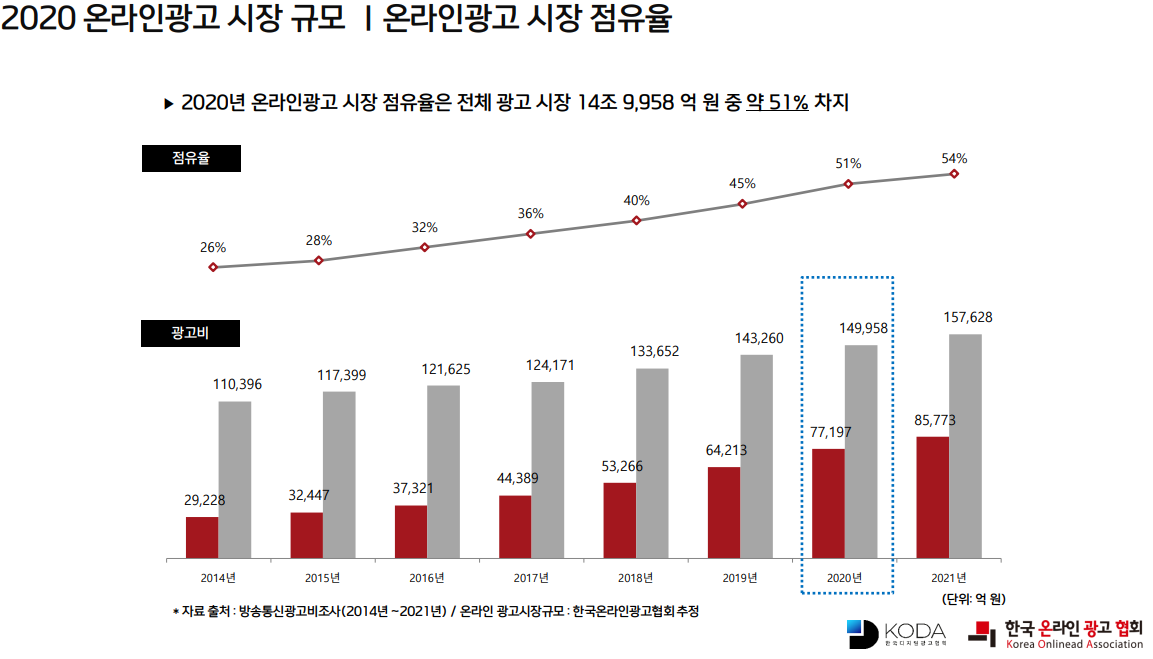 2020 온라인광고 시장 규모 ㅣ온라인광고 시장 점유율
▶ 2020년 온라인광고 시장 점유율은 전체 광고 시장 14조 9,958 억 원 중 약 51% 차지
점유율
26%
28%
32%
36%
40%
45%
51%
54%
광고비
29,228
110,396
32,447
117,399
37,321
121,625
44,389
124,171
53,266
133,652
64,213
143,260
77,197
149,958
85,773
157,628
2014년
2015년
2016년
2017년
2018년
2019년
2020년
2021년
(단위: 억 원)
* 자료 출처 : 방송통신광고비조사(2014년 ~2021년) / 온라인 광고시장규모 : 한국온라인광고협회 추정
KODA
한국디지털광고협회
한국 온라인 광고 협회
Korea Onlinead Association